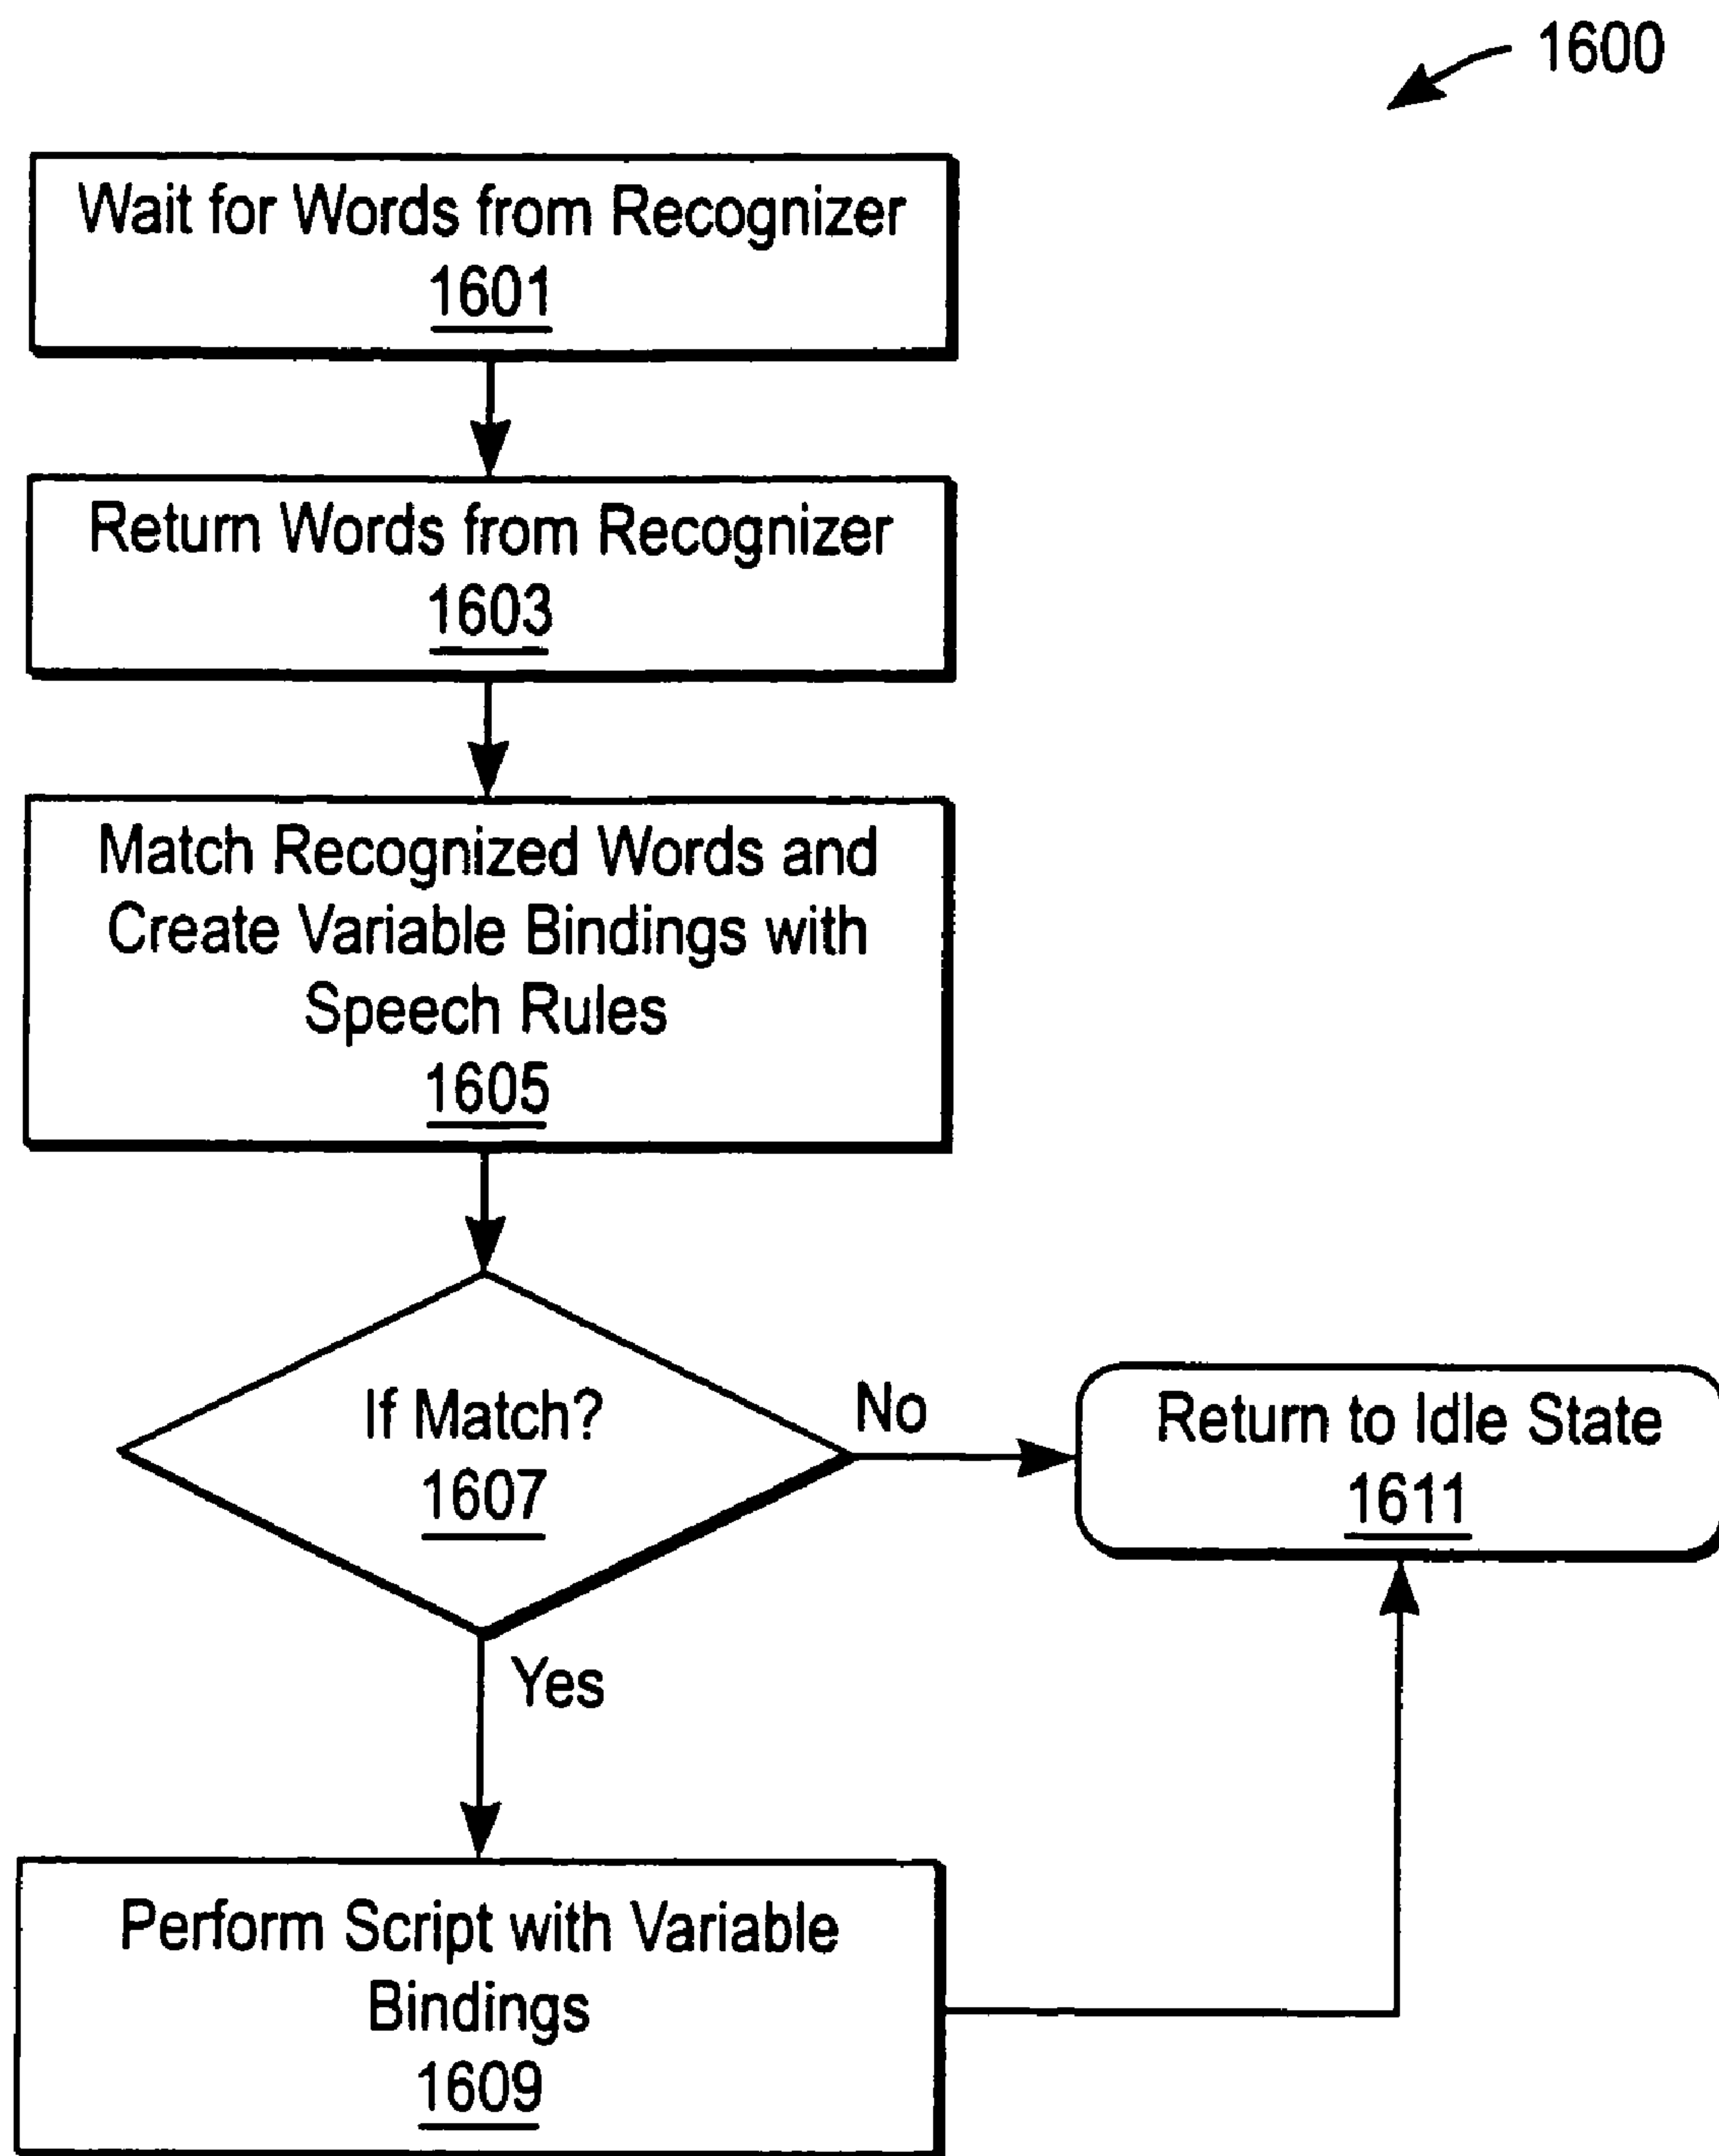 1600
Wait for Words from Recognizer
1601
Return Words from Recognizer
1603
Match Recognized Words and
Create Variable Bindings with
Speech Rules
1605
If Match?
1607
No
Return to Idle State
1611
Yes
Perform Script with Variable
Bindings
1609